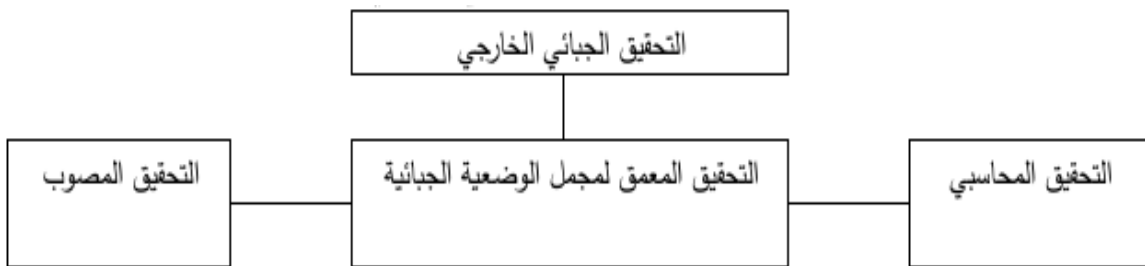 التحقيق الجبائي الخارجي
التحقيق المحاسبي
التحقيق المعمق لمجمل الوضعية الجبائية
التحقيق المصوب